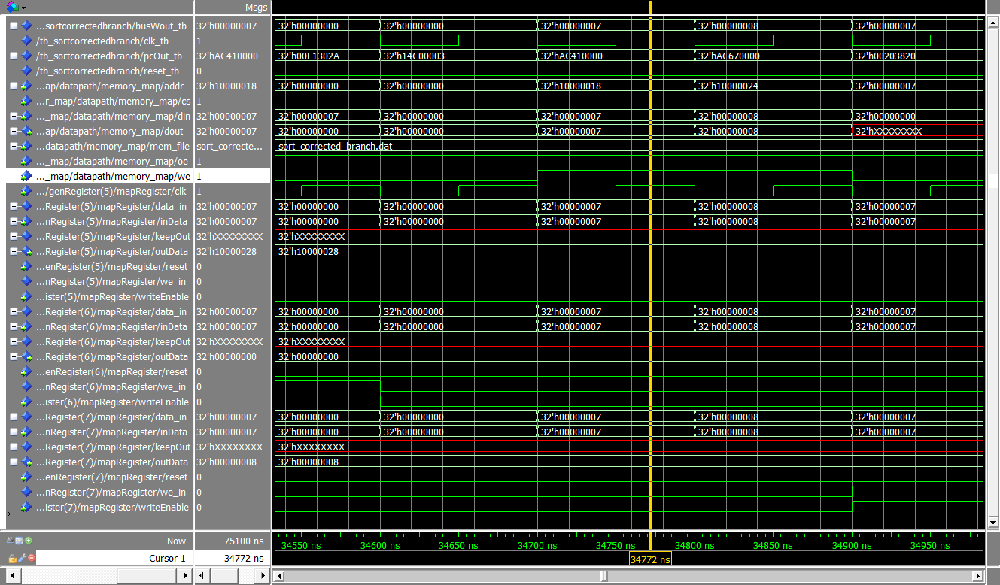 Msgs
...sortcorrectedbranch/busWout_tb 32'h00000007 32'h00000000 32'h00000000 32'h00000007 32'h00000008 32'h00000007
/tb_sortcorrectedbranch/clk_tb 1
/tb_sortcorrectedbranch/pcOut_tb 32'hAC410000 32'h00E1302A 32'h14C00003 32'hAC410000 32'hAC670000 32'h00203820
/tb_sortcorrectedbranch/reset_tb 0
...ap/datapath/memory_map/addr 32'h10000018 32'h00000000 32'h00000000 32'h10000018 32'h10000024 32'h00000007
...r_map/datapath/memory_map/cs 1
..._map/datapath/memory_map/din 32'h00000007 32'h00000007 32'h00000000 32'h00000007 32'h00000008 32'h00000000
...ap/datapath/memory_map/dout 32'h00000007 32'h00000000 32'h00000000 32'h00000007 32'h00000008 32'hXXXXXXXX
...datapath/memory_map/mem_file sort_correcte... sort_corrected_branch.dat
..._map/datapath/memory_map/oe 1
..._map/datapath/memory_map/we 1
.../genRegister(5)/mapRegister/clk 1
...Register(5)/mapRegister/data_in 32'h00000007 32'h00000000 32'h00000000 32'h00000007 32'h00000008 32'h00000007
...nRegister(5)/mapRegister/inData 32'h00000007 32'h00000000 32'h00000000 32'h00000007 32'h00000008 32'h00000007
...Register(5)/mapRegister/keepOut 32'hXXXXXXXX 32'hXXXXXXXX
...Register(5)/mapRegister/outData 32'h10000028 32'h10000028
...enRegister(5)/mapRegister/reset 0
...nRegister(5)/mapRegister/we_in 0
...ister(5)/mapRegister/writeEnable 0
...Register(6)/mapRegister/data_in 32'h00000007 32'h00000000 32'h00000000 32'h00000007 32'h00000008 32'h00000007
...nRegister(6)/mapRegister/inData 32'h00000007 32'h00000000 32'h00000000 32'h00000007 32'h00000008 32'h00000007
...Register(6)/mapRegister/keepOut 32'hXXXXXXXX 32'hXXXXXXXX
...Register(6)/mapRegister/outData 32'h00000000 32'h00000000
...enRegister(6)/mapRegister/reset 0
...nRegister(6)/mapRegister/we_in 0
...ister(6)/mapRegister/writeEnable 0
...Register(7)/mapRegister/data_in 32'h00000007 32'h00000000 32'h00000000 32'h00000007 32'h00000008 32'h00000007
...nRegister(7)/mapRegister/inData 32'h00000007 32'h00000000 32'h00000000 32'h00000007 32'h00000008 32'h00000007
...Register(7)/mapRegister/keepOut 32'hXXXXXXXX 32'hXXXXXXXX
...Register(7)/mapRegister/outData 32'h00000008 32'h00000008
...enRegister(7)/mapRegister/reset 0
...nRegister(7)/mapRegister/we_in 0
...ister(7)/mapRegister/writeEnable 0
Now 75100 ns 34550 ns 34600 ns 34650 ns 34700 ns 34750 ns 34800 ns 34850 ns 34900 ns 34950 ns
Cursor 1 34772 ns 34772 ns